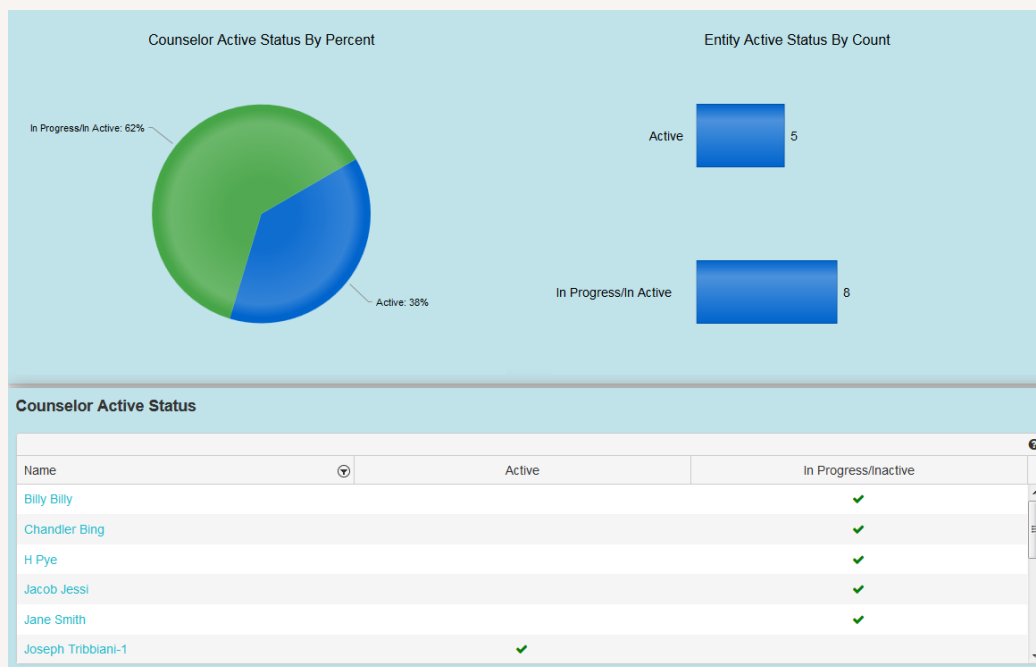 Counselor Active Status By Percent
In Progress/In Active: 62%
Active: 38%
Entity Active Status By Count
Active 5
In Progress/In Active 8
Counselor Active Status
Name Active In Progress/Inactive
Billy Billy
Chandler Bing
H Pye
Jacob Jessi
Jane Smith
Joseph Tribbiani-1